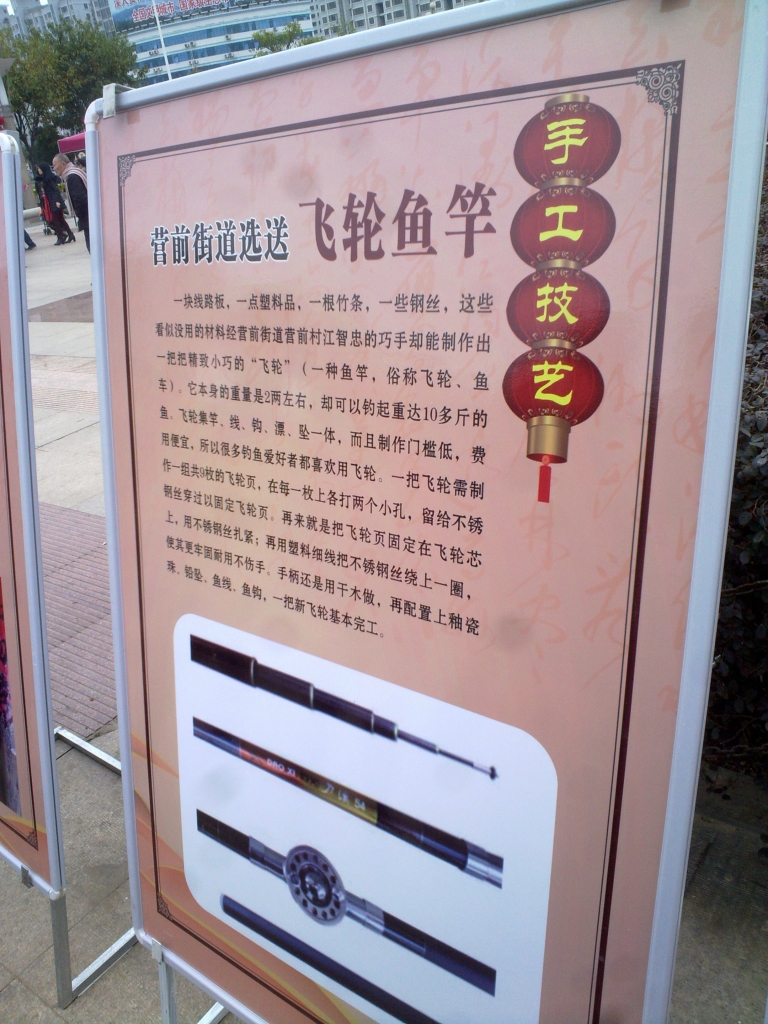 全国文明城市
手工技艺
营前街道选送 飞轮鱼竿
一块线路板，一点塑料品，一根竹条，一些钢丝，这些
看似没用的材料经营前街道营前村江智忠的巧手却能制作出
一把把精致小巧的“飞轮”（一种鱼竿，俗称飞轮、鱼
车）。它本身的重量是2两左右，却可以钓起重达10多斤的
鱼。飞轮集竿、线、钩、漂、坠一体，而且制作门槛低，费
用便宜，所以很多钓鱼爱好者都喜欢用飞轮。一把飞轮需制
作一组共9枚的飞轮页，在每一枚上各打两个小孔，留给不锈
钢丝穿过以固定飞轮页。再来就是把飞轮页固定在飞轮芯
上，用不锈钢丝扎紧；再用塑料细线把不锈钢丝绕上一圈，
使其更牢固耐用不伤手。手柄还是用干木做，再配置上釉瓷
珠、铅坠、鱼线、鱼钩，一把新飞轮基本完工。
54